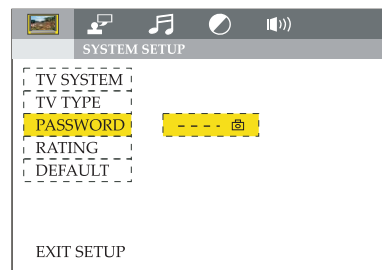 SYSTEM SETUP
TV SYSTEM
TV TYPE
PASSWORD - - - -
RATING
DEFAULT
EXIT SETUP